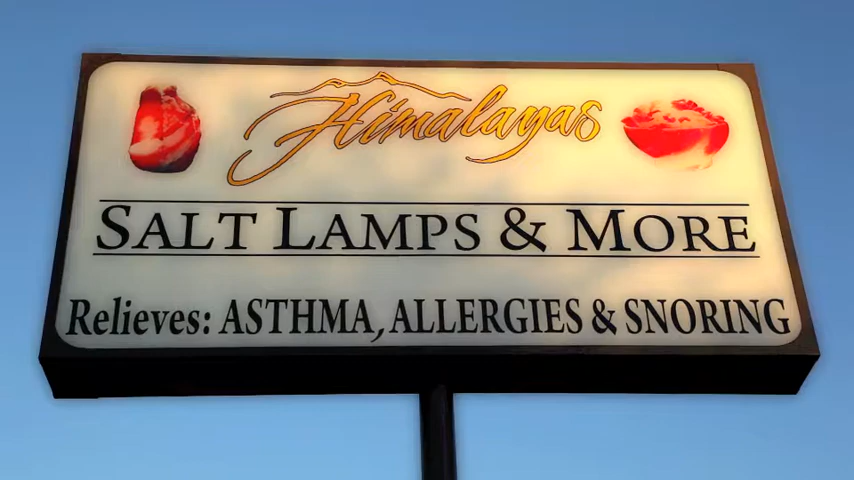 Himalayas
SALT LAMPS & MORE
Relieves: ASTHMA, ALLERGIES & SNORING